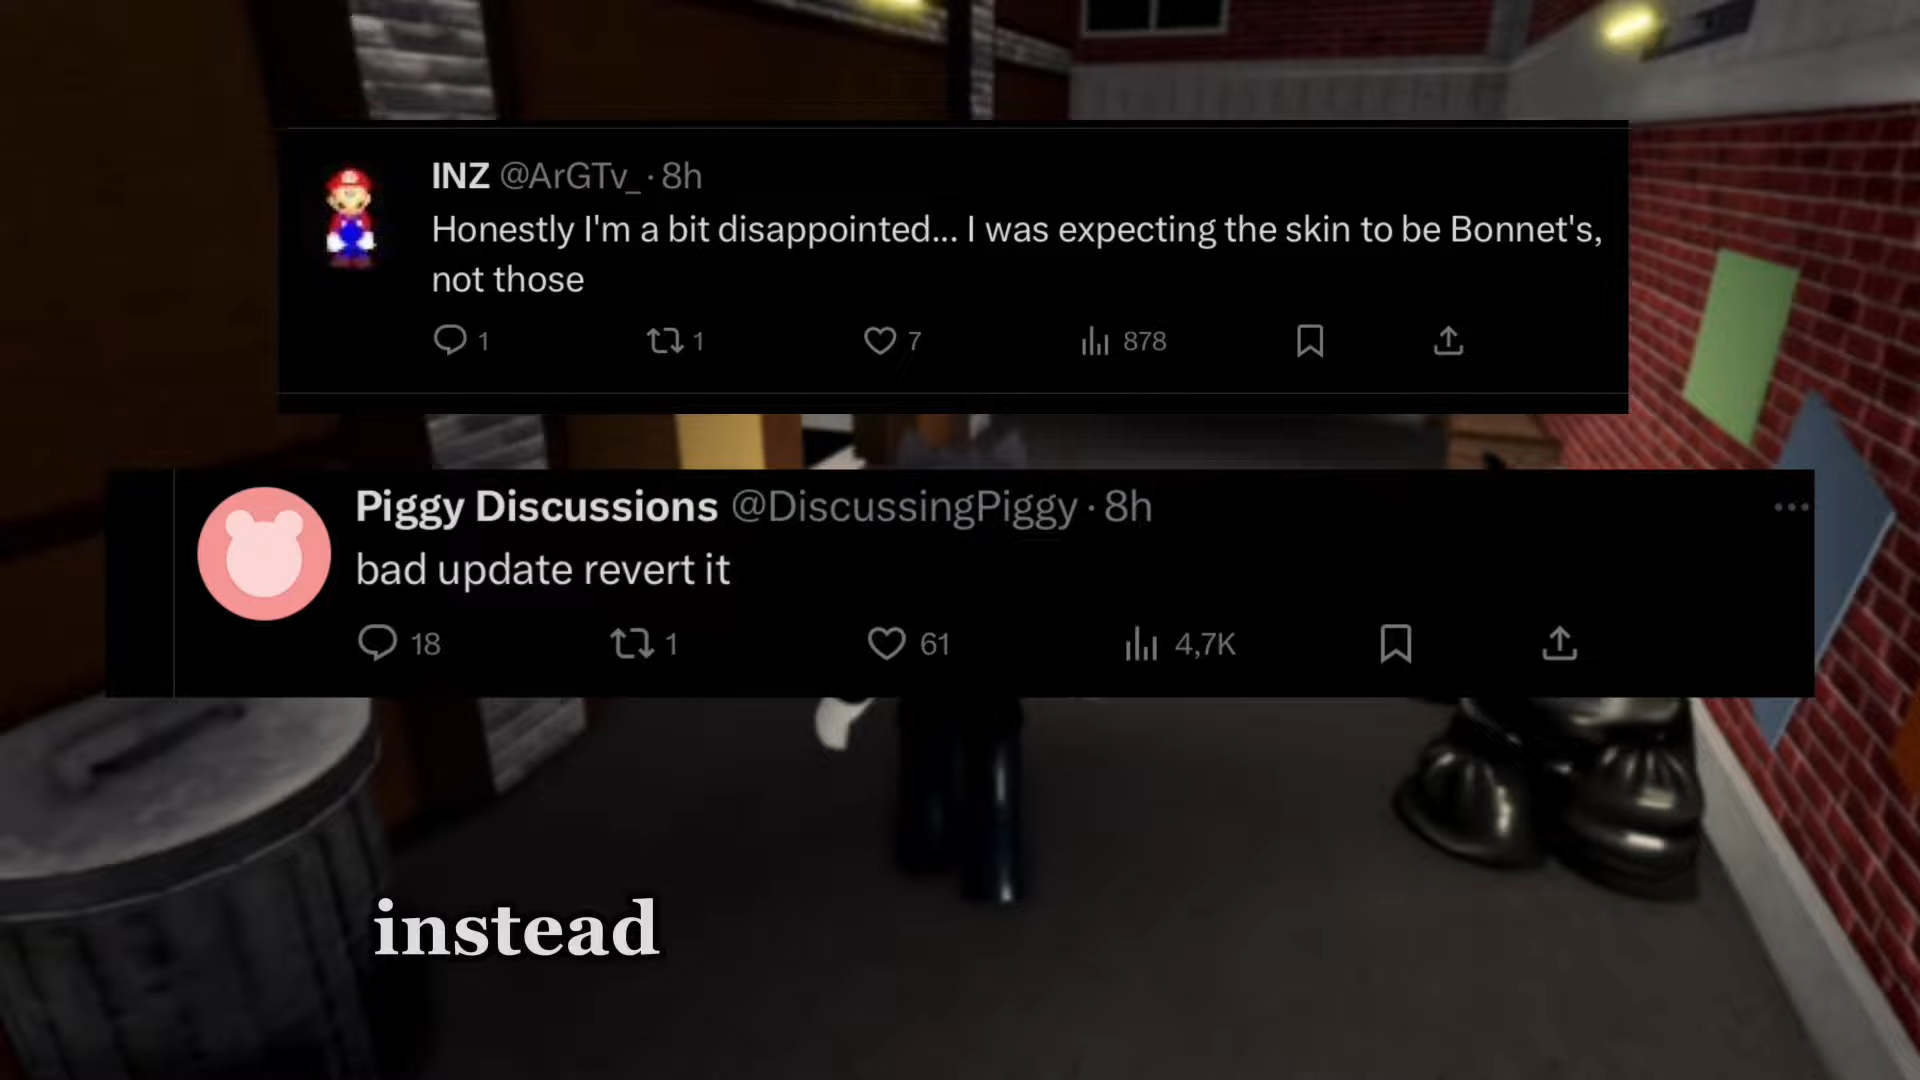 INZ @ArGTv_ · 8h
Honestly I'm a bit disappointed... I was expecting the skin to be Bonnet's,
not those
1 1 7 878
Piggy Discussions @DiscussingPiggy · 8h
bad update revert it
18 1 61 4,7K
instead